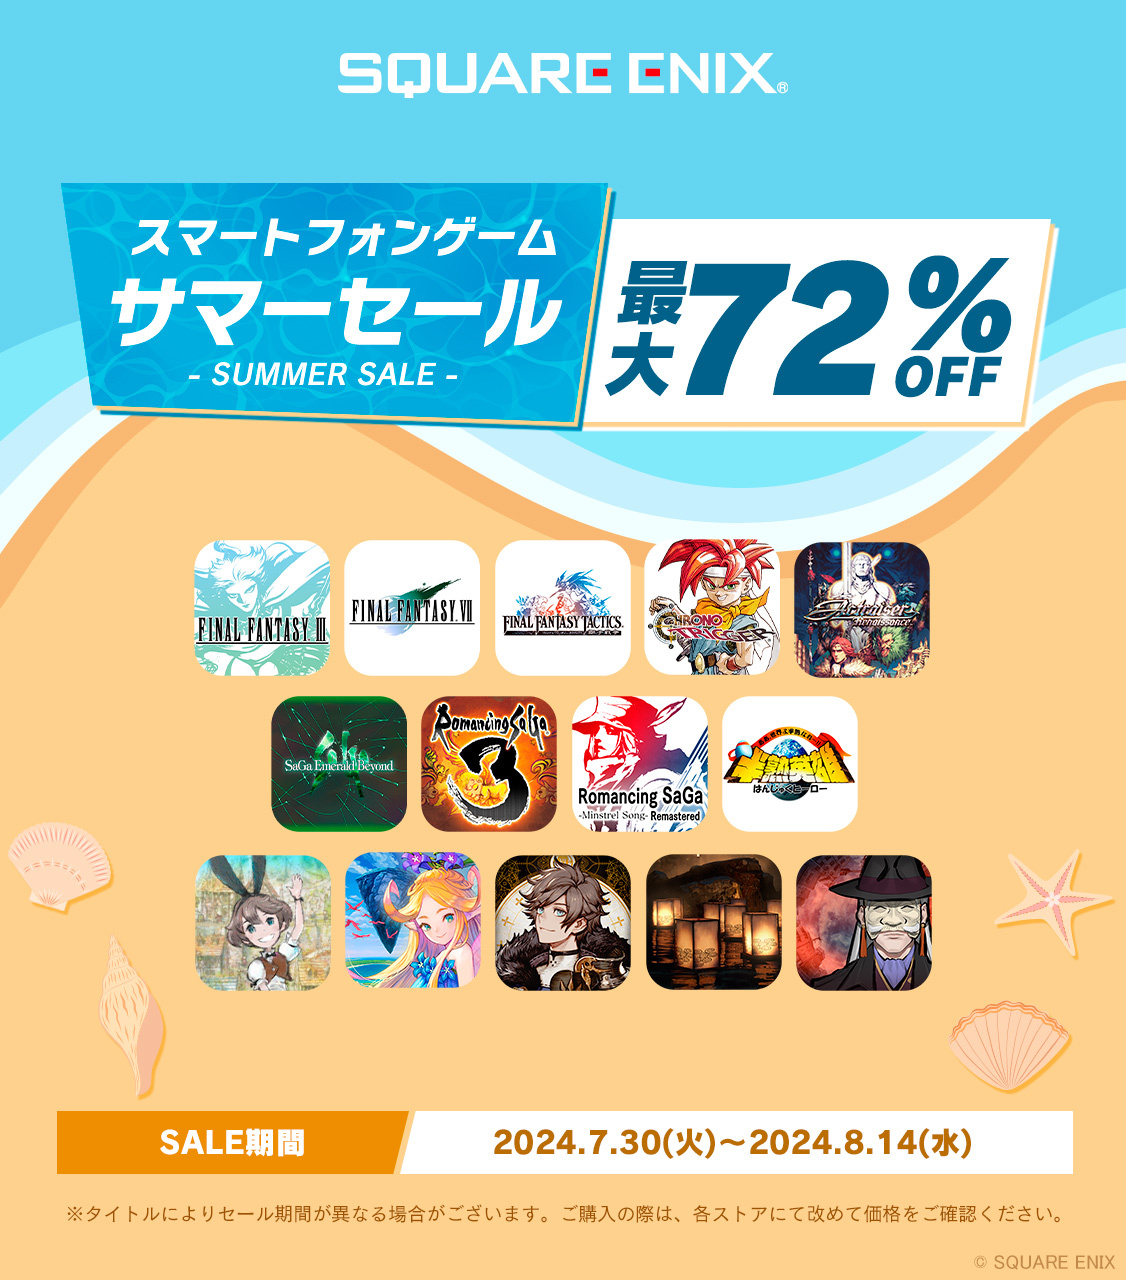 SQUARE ENIX®
スマートフォンゲーム
サマーセール
- SUMMER SALE -
最大72%OFF
FINAL FANTASY III
FINAL FANTASY VII
FINAL FANTASY TACTICS
CHRONO
TRIGGER
Actraiser
Renaissance
SaGa Emerald Beyond
Romancing SaGa
3
Romancing SaGa
-Minstrel Song- Remastered
半熟英雄
はんじゅくヒーロー
SALE期間
2024.7.30(火)～2024.8.14(水)
※タイトルによりセール期間が異なる場合がございます。ご購入の際は、各ストアにて改めて価格をご確認ください。
© SQUARE ENIX